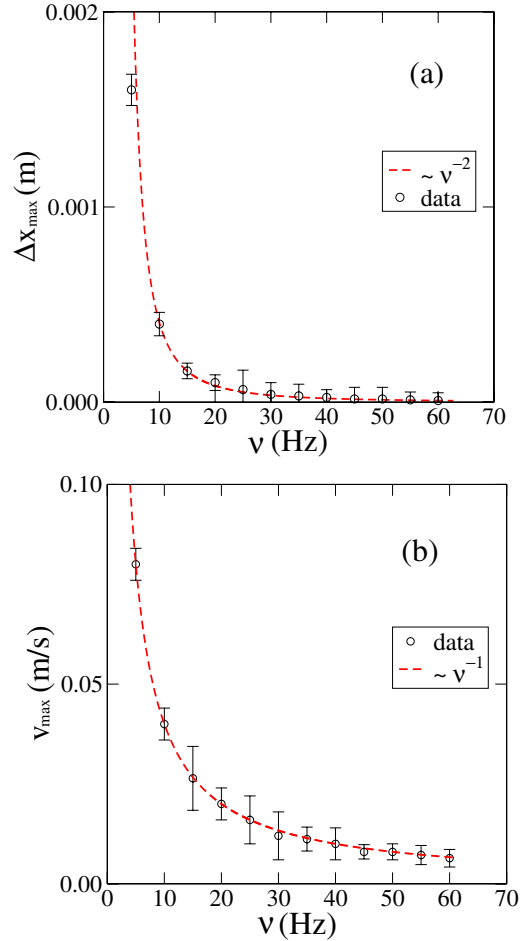 0.002
(a)
~ ν⁻²
data
Δx_max (m)
0.001
0.000
0 10 20 30 40 50 60 70
ν (Hz)
0.10
(b)
data
~ ν⁻¹
v_max (m/s)
0.05
0.00
0 10 20 30 40 50 60 70
ν (Hz)